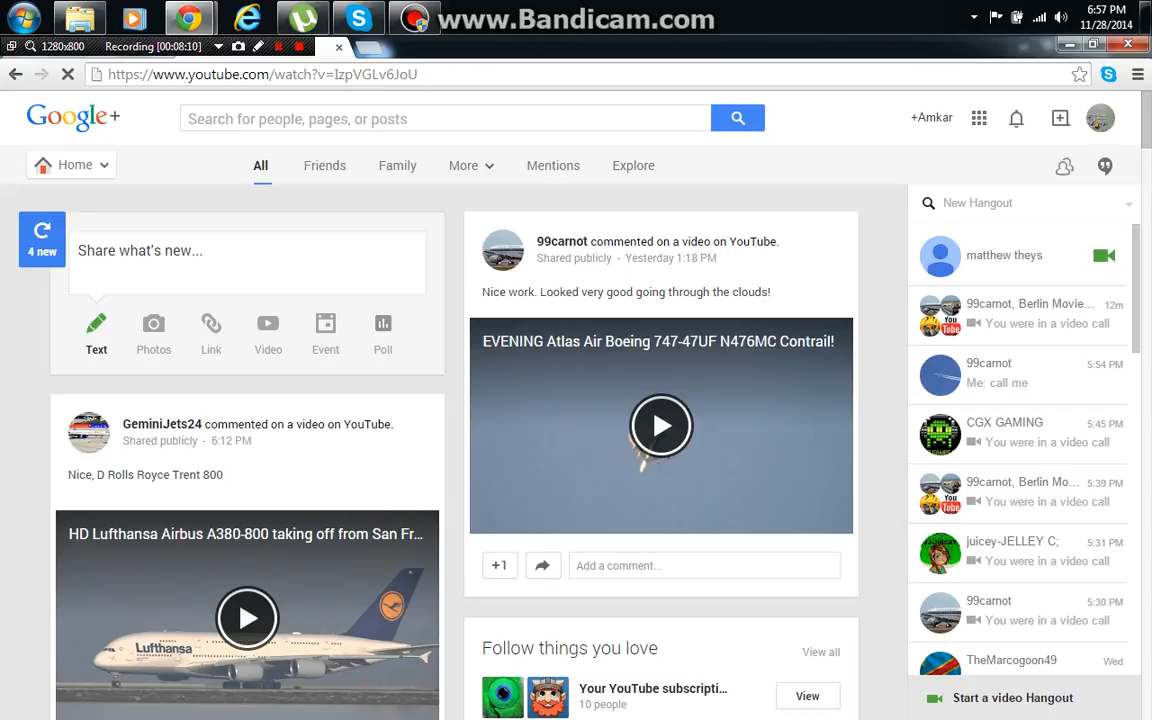 www.Bandicam.com
6:57 PM
11/28/2014
1280x800 Recording [00:08:10]
https://www.youtube.com/watch?v=IzpVGLv6JoU
Google+
Search for people, pages, or posts
+Amkar
Home
All Friends Family More Mentions Explore
New Hangout
4 new
Share what's new...
Text Photos Link Video Event Poll
GeminiJets24 commented on a video on YouTube.
Shared publicly - 6:12 PM
Nice, D Rolls Royce Trent 800
HD Lufthansa Airbus A380-800 taking off from San Fr...
Lufthansa
99carnot commented on a video on YouTube.
Shared publicly - Yesterday 1:18 PM
Nice work. Looked very good going through the clouds!
EVENING Atlas Air Boeing 747-47UF N476MC Contrail!
+1
Add a comment...
Follow things you love
View all
Your YouTube subscripti...
10 people
View
matthew theys
99carnot, Berlin Movie... 12m
You were in a video call
You Tube
99carnot 5:54 PM
Me: call me
CGX GAMING 5:45 PM
You were in a video call
99carnot, Berlin Mo... 5:39 PM
You were in a video call
You Tube
juicey-JELLEY C; 5:31 PM
You were in a video call
99carnot 5:30 PM
You were in a video call
TheMarcogoon49 Wed
Start a video Hangout